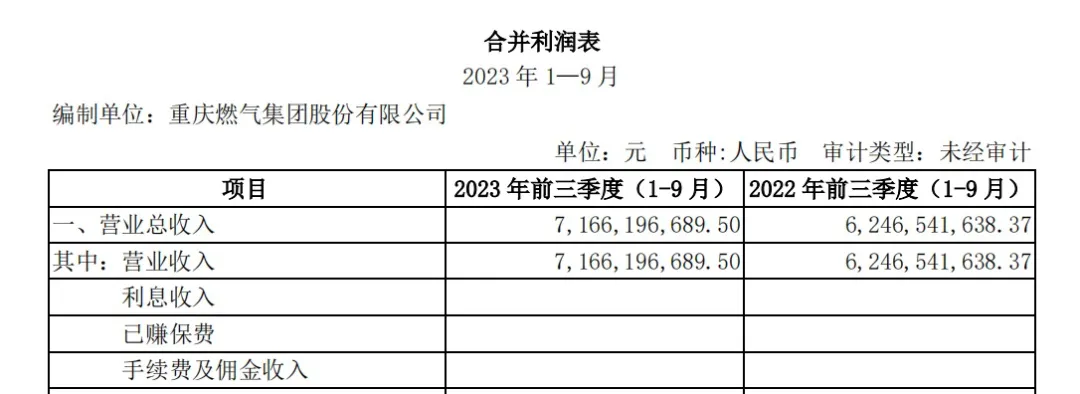 合并利润表
2023 年 1—9 月
编制单位：重庆燃气集团股份有限公司
单位：元 币种:人民币 审计类型：未经审计
项目 2023 年前三季度（1-9 月） 2022 年前三季度（1-9 月）
一、营业总收入 7,166,196,689.50 6,246,541,638.37
其中：营业收入 7,166,196,689.50 6,246,541,638.37
利息收入
已赚保费
手续费及佣金收入